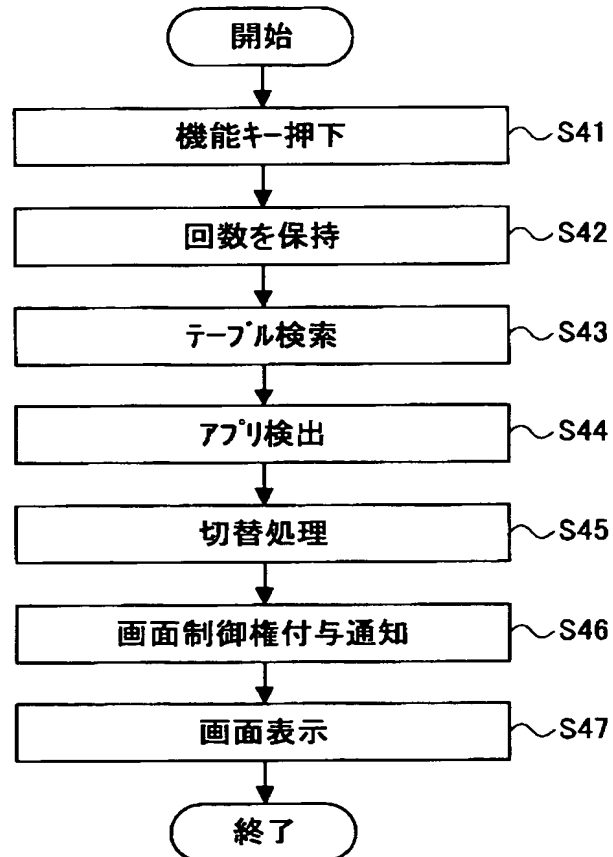 開始
機能キー押下 S41
回数を保持 S42
テーブル検索 S43
アプリ検出 S44
切替処理 S45
画面制御権付与通知 S46
画面表示 S47
終了